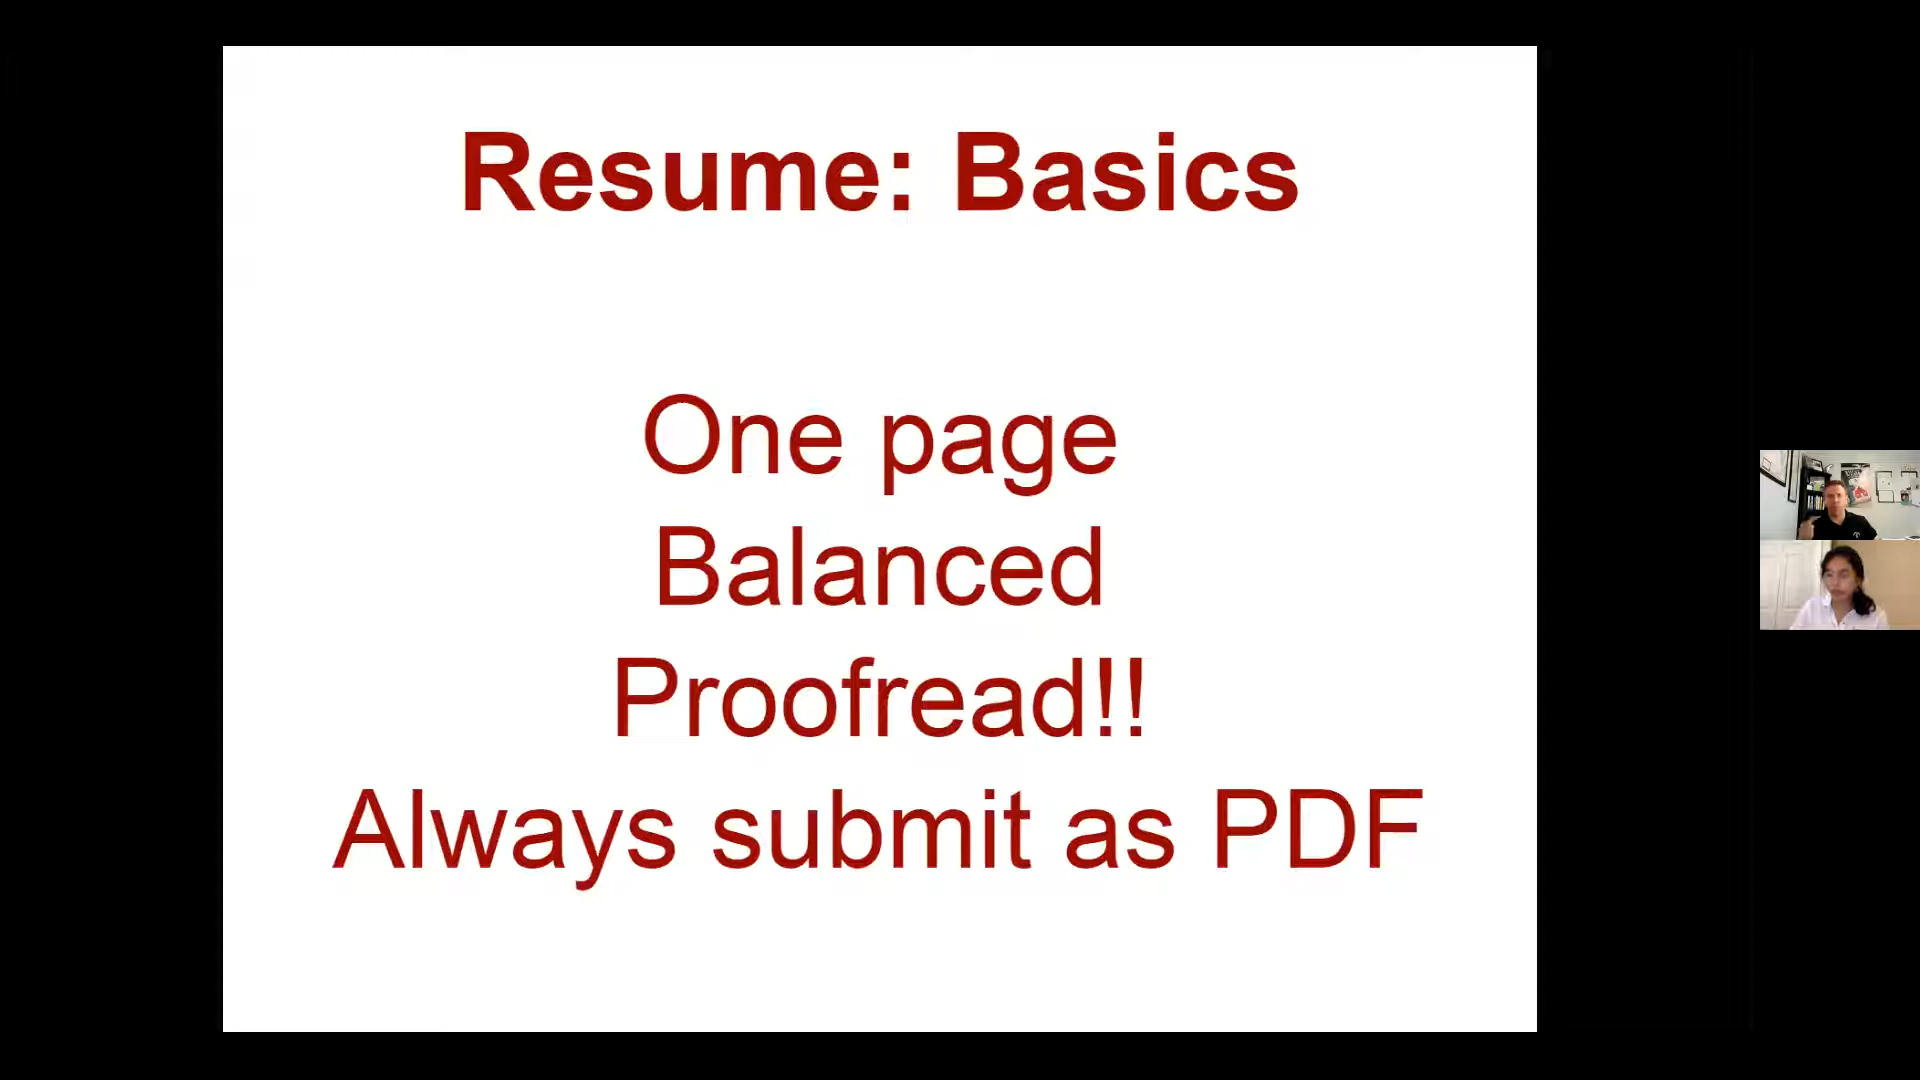 Resume: Basics
One page
Balanced
Proofread!!
Always submit as PDF